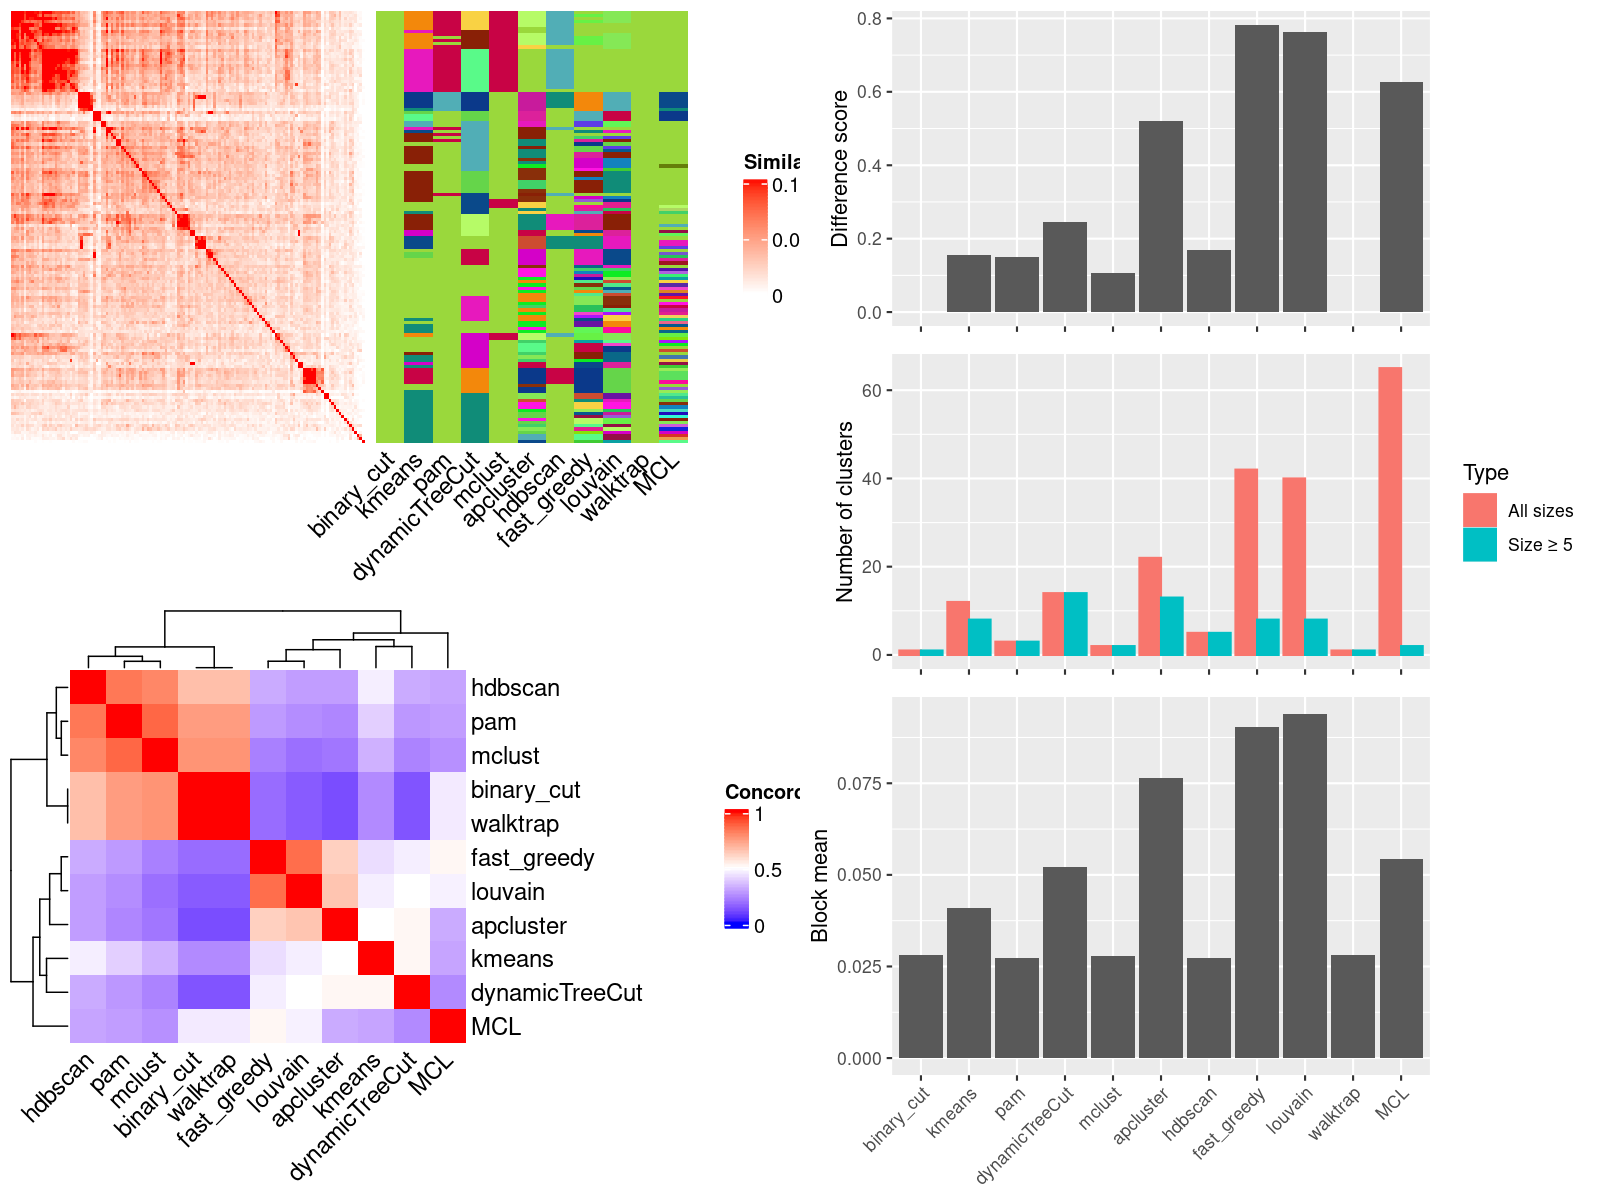 Simila
0.1
0.0
0
binary_cut
kmeans
pam
dynamicTreeCut
mclust
apcluster
hdbscan
fast_greedy
louvain
walktrap
MCL
hdbscan
pam
mclust
binary_cut
walktrap
fast_greedy
louvain
apcluster
kmeans
dynamicTreeCut
MCL
Concord
1
0.5
0
hdbscan
pam
mclust
binary_cut
walktrap
fast_greedy
louvain
apcluster
kmeans
dynamicTreeCut
MCL
Difference score
0.8
0.6
0.4
0.2
0.0
Number of clusters
60
40
20
0
Type
All sizes
Size ≥ 5
Block mean
0.075
0.050
0.025
0.000
binary_cut
kmeans
pam
dynamicTreeCut
mclust
apcluster
hdbscan
fast_greedy
louvain
walktrap
MCL